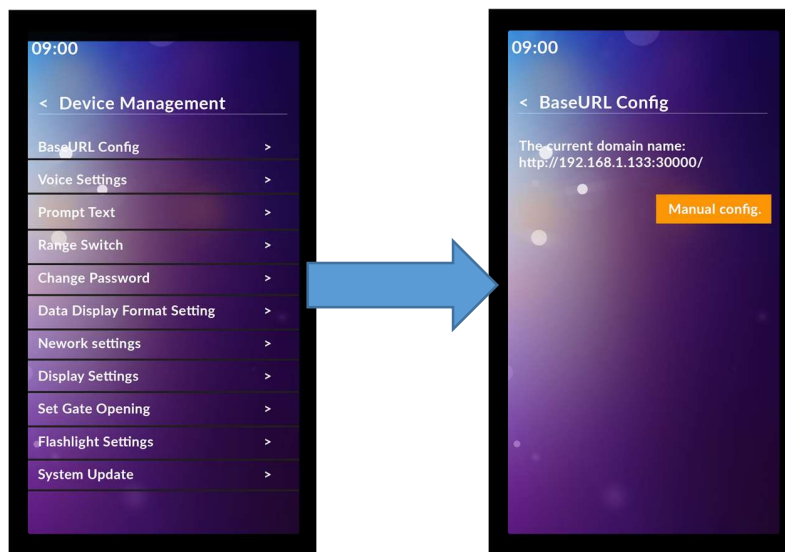 09:00
< Device Management
BaseURL Config >
Voice Settings >
Prompt Text >
Range Switch >
Change Password >
Data Display Format Setting >
Nework settings >
Display Settings >
Set Gate Opening >
Flashlight Settings >
System Update >
09:00
< BaseURL Config
The current domain name:
http://192.168.1.133:30000/
Manual config.